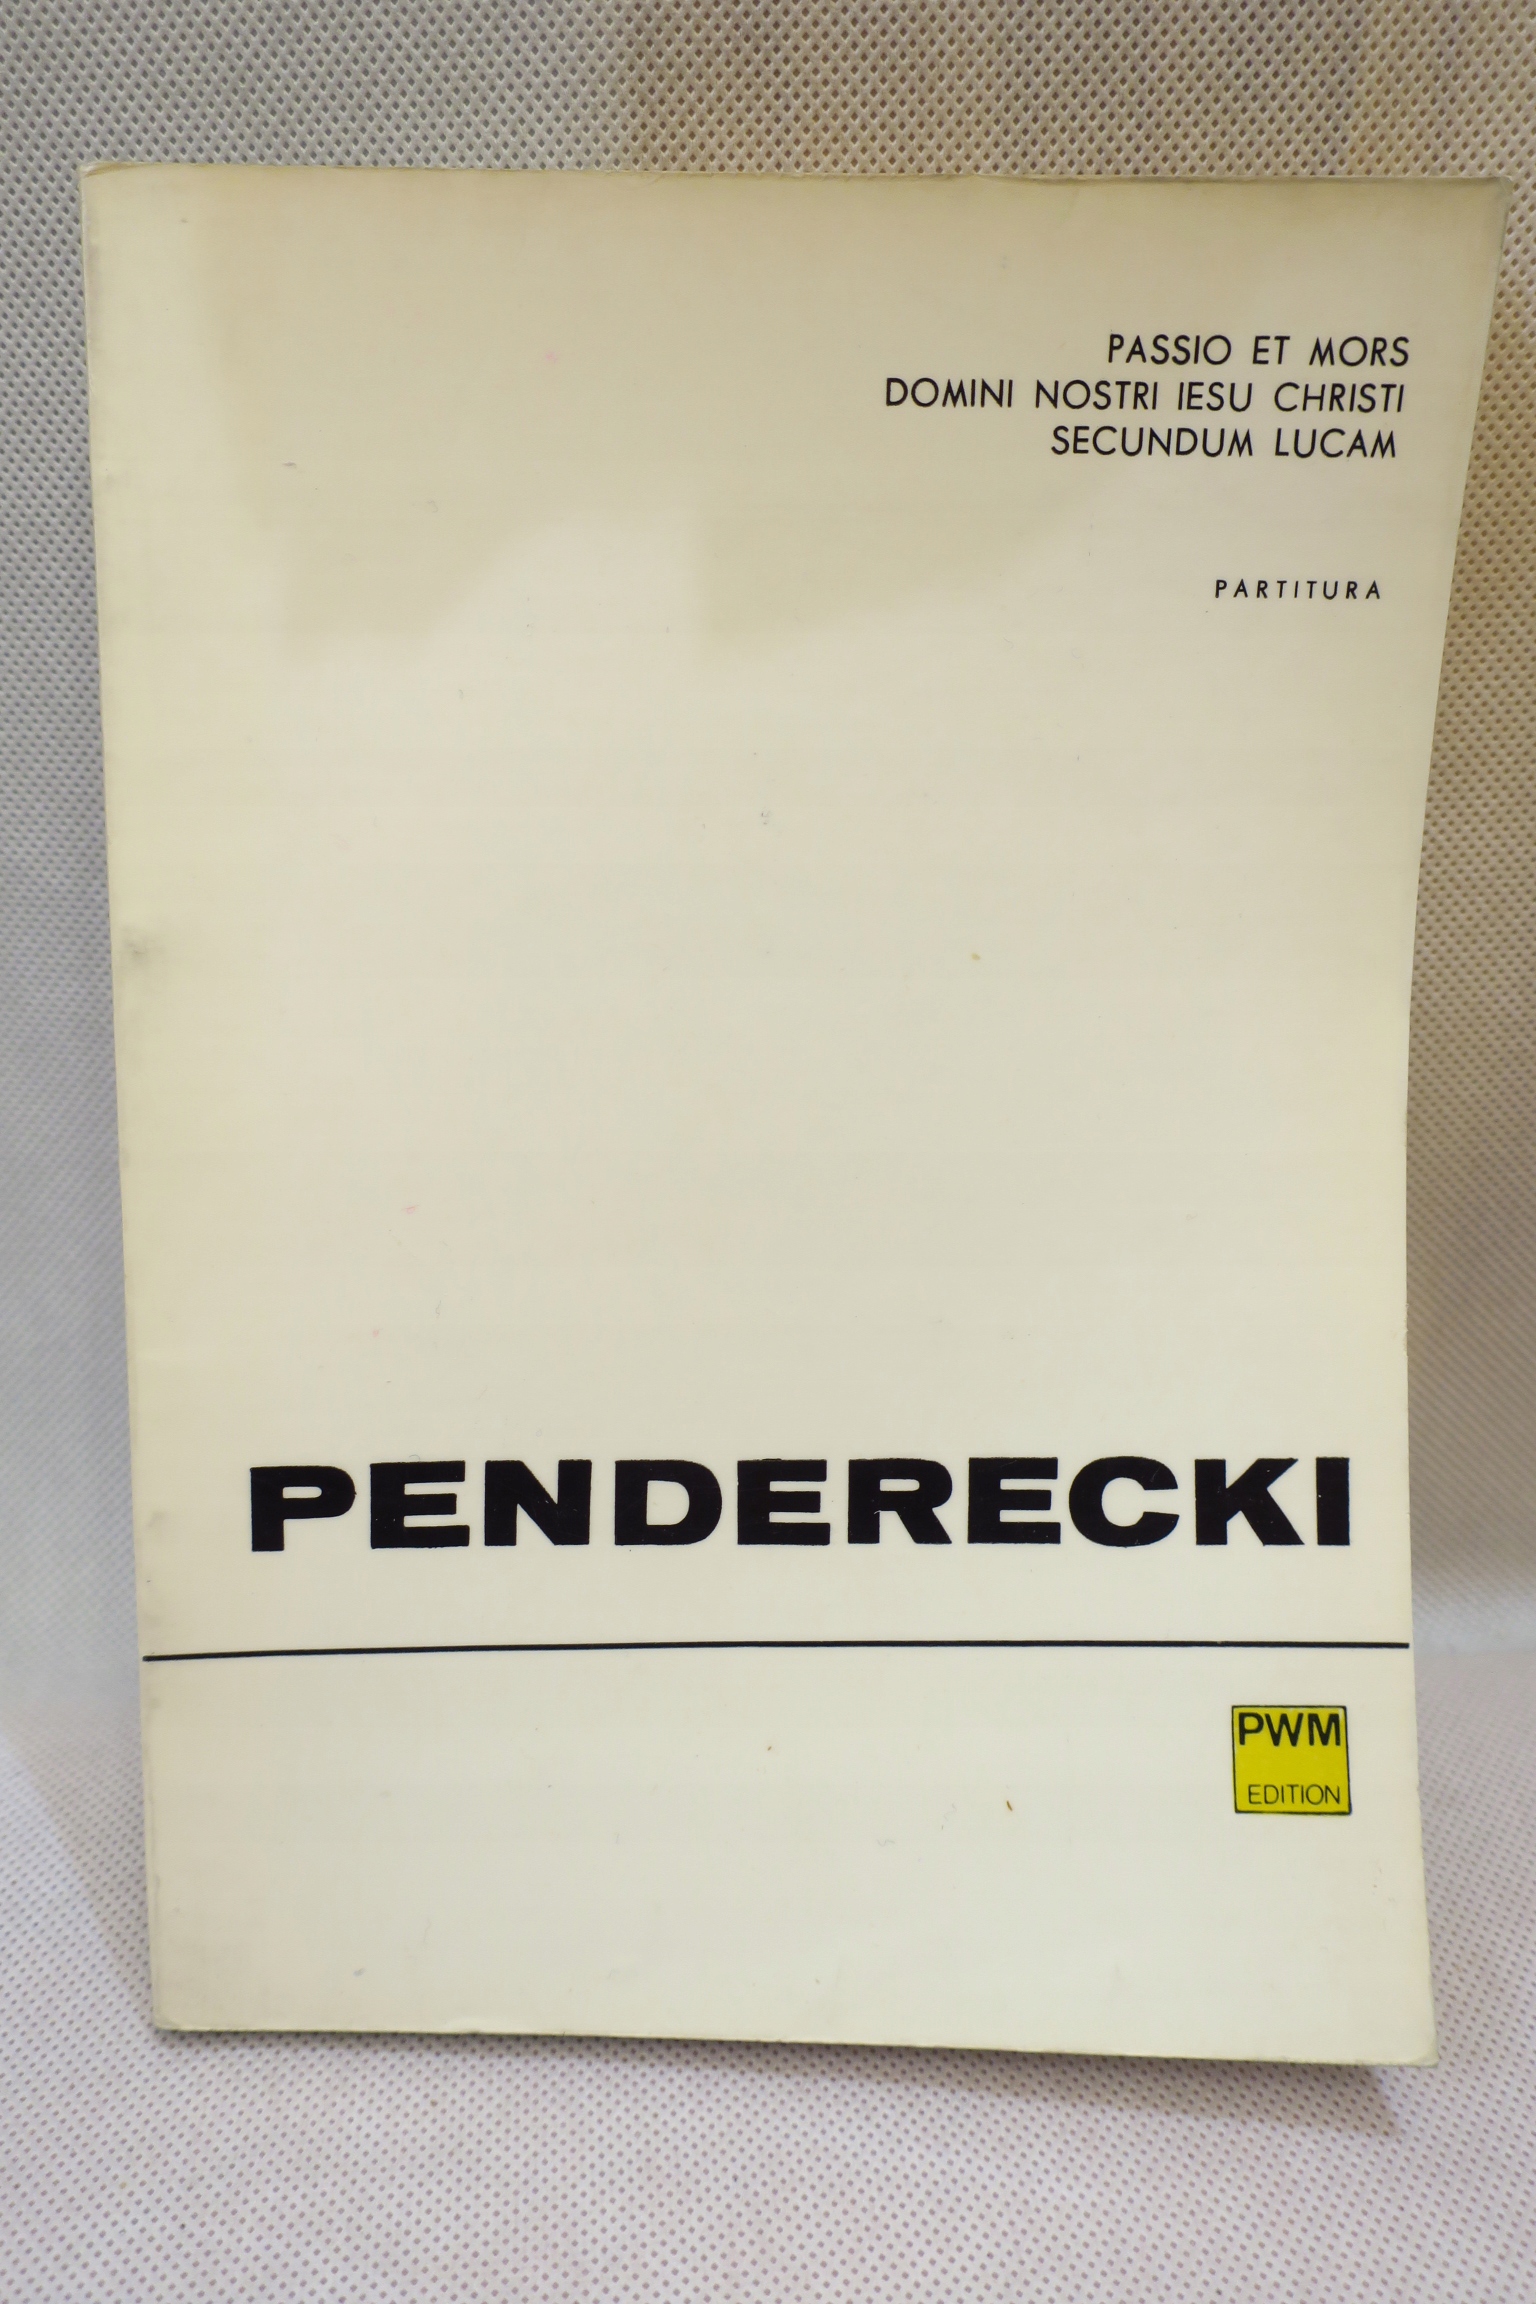 PASSIO ET MORS
DOMINI NOSTRI IESU CHRISTI
SECUNDUM LUCAM
PARTITURA
PENDERECKI
PWM
EDITION